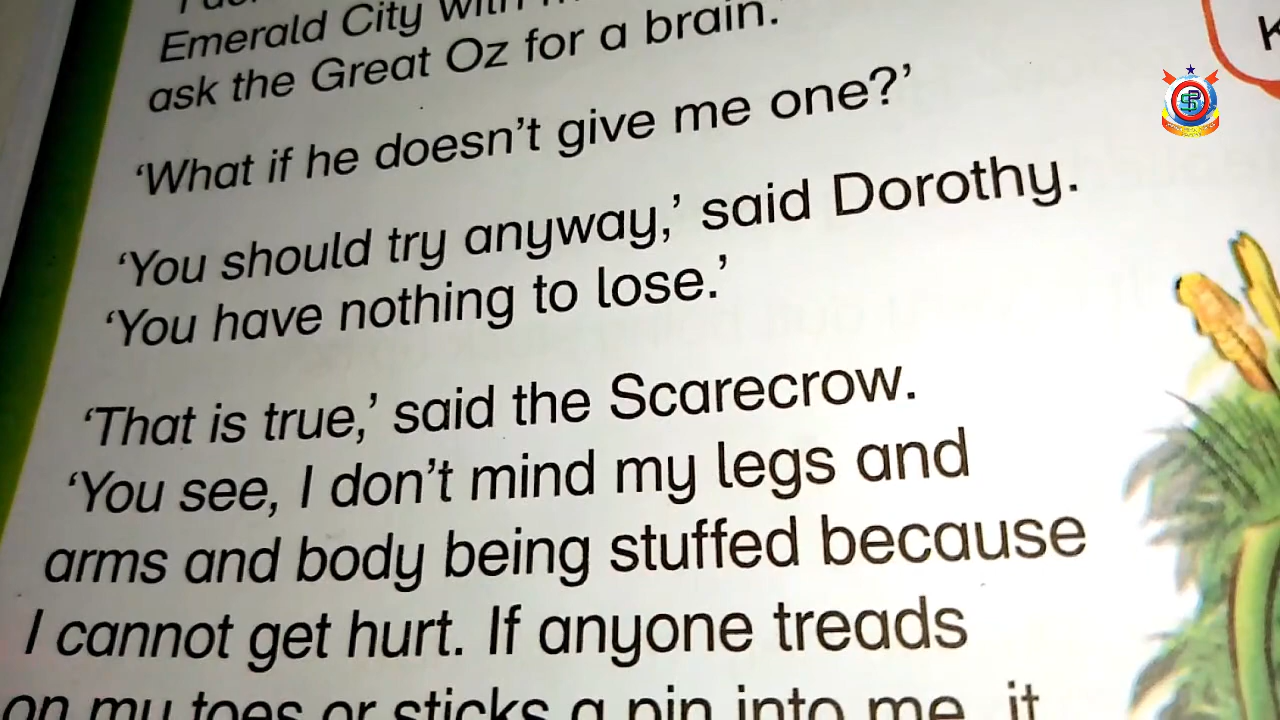 Emerald City with
ask the Great Oz for a brain.
‘What if he doesn’t give me one?’
‘You should try anyway,’ said Dorothy.
‘You have nothing to lose.’
‘That is true,’ said the Scarecrow.
‘You see, I don’t mind my legs and
arms and body being stuffed because
I cannot get hurt. If anyone treads
on my toes or sticks a pin into me, it